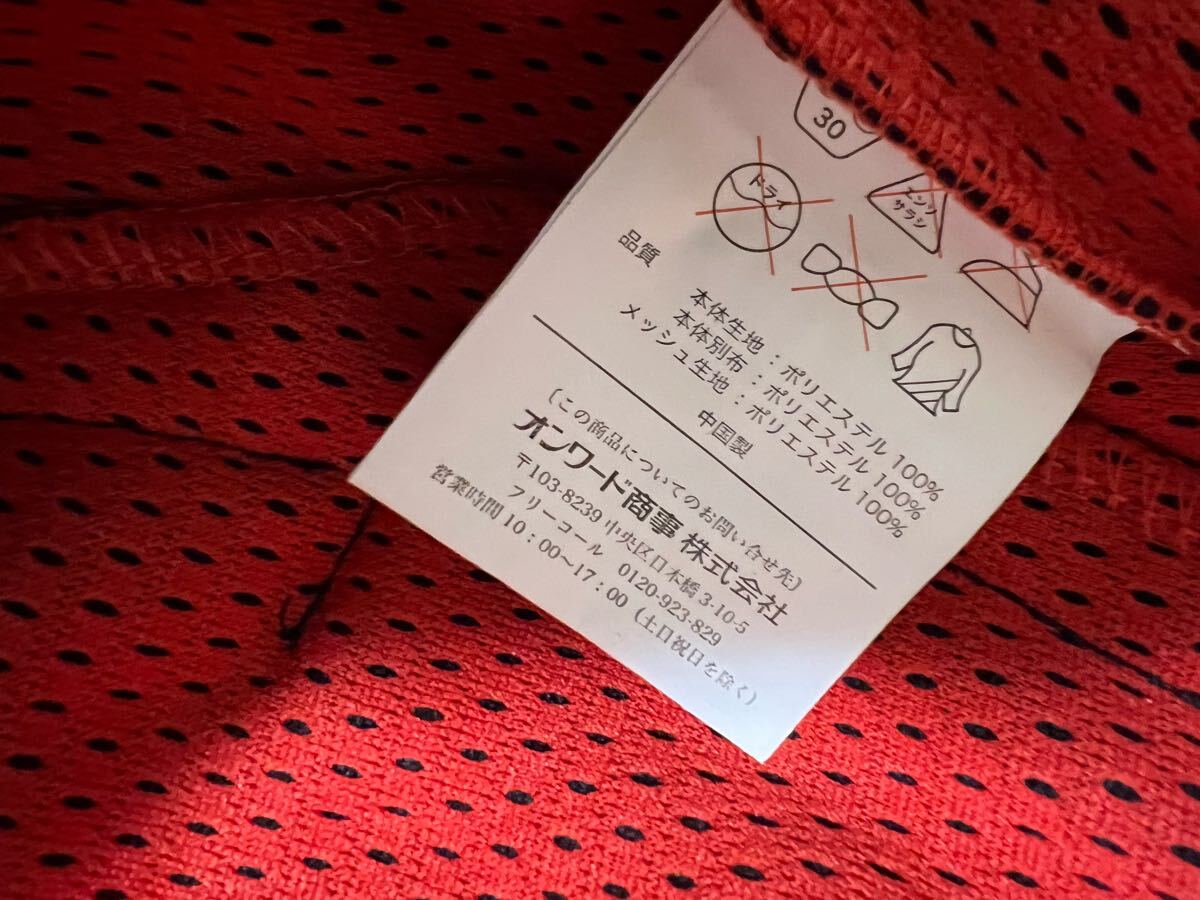 30
ドライ
エンソ
サラシ
品質
本体生地:ポリエステル 100%
本体別布:ポリエステル 100%
メッシュ生地:ポリエステル 100%
中国製
(この商品についてのお問い合せ先)
オンワード商事 株式会社
〒103-8239 中央区日本橋 3-10-5
フリーコール 0120-923-829
営業時間 10:00〜17:00 (土日祝日を除く)